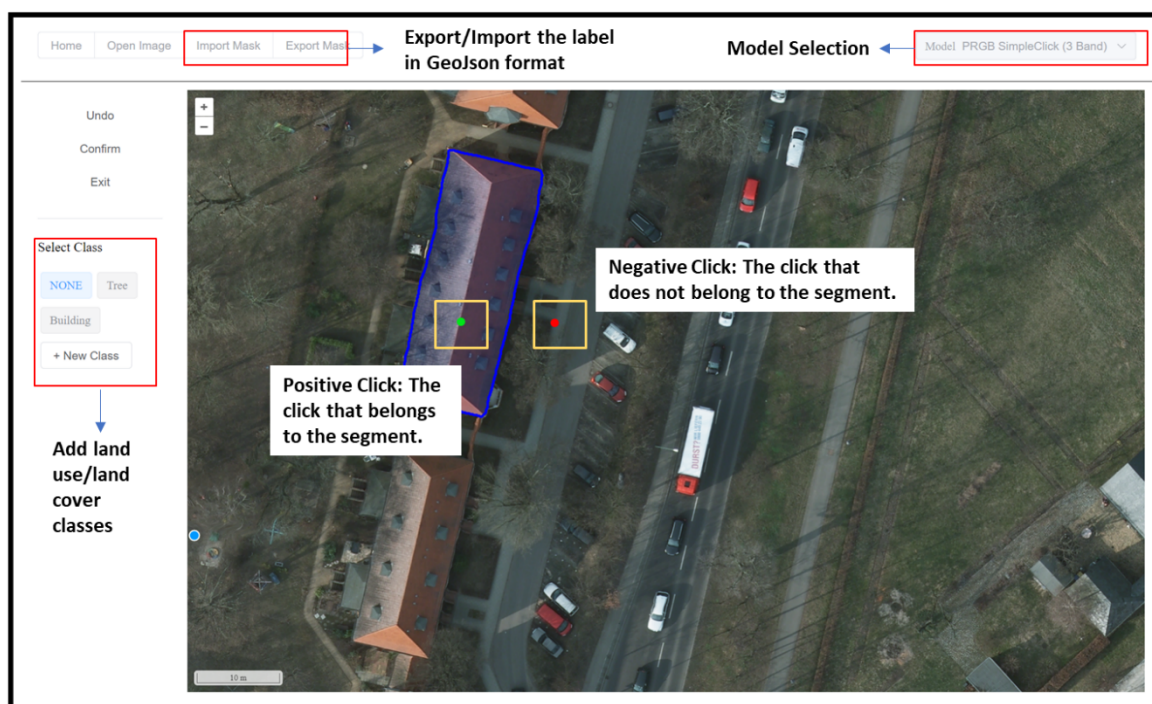 Home Open Image Import Mask Export Mask
Export/Import the label
in GeoJson format
Model Selection
Model PRGB SimpleClick (3 Band)
Undo
Confirm
Exit
+
−
Select Class
NONE Tree
Building
+ New Class
Add land
use/land
cover
classes
Negative Click: The click that
does not belong to the segment.
Positive Click: The
click that belongs
to the segment.
10 m